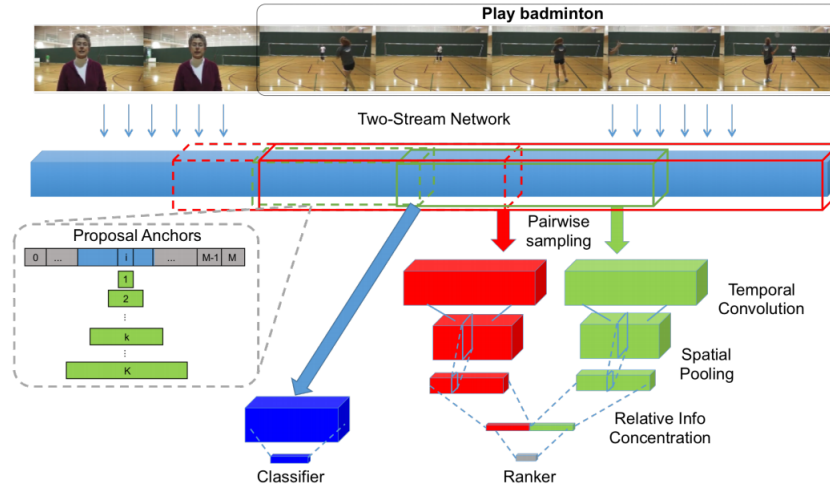 Play badminton
Two-Stream Network
Pairwise
sampling
Proposal Anchors
0 ... i ... M-1 M
1
2
⋮
k
⋮
K
Temporal
Convolution
Spatial
Pooling
Relative Info
Concentration
Classifier
Ranker